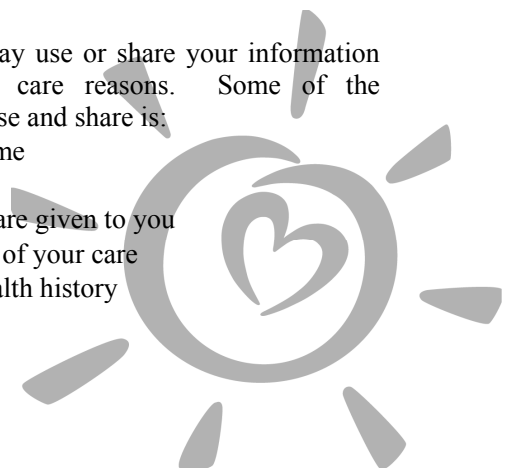 ay use or share your information
care reasons. Some of the
se and share is:
me
are given to you
of your care
alth history